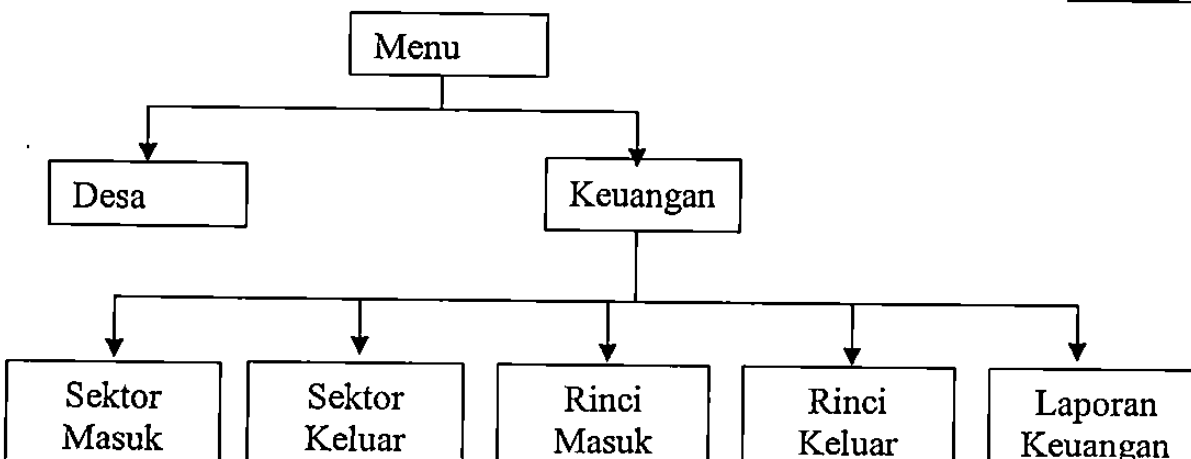 Menu
Desa
Keuangan
Sektor
Masuk
Sektor
Keluar
Rinci
Masuk
Rinci
Keluar
Laporan
Keuangan